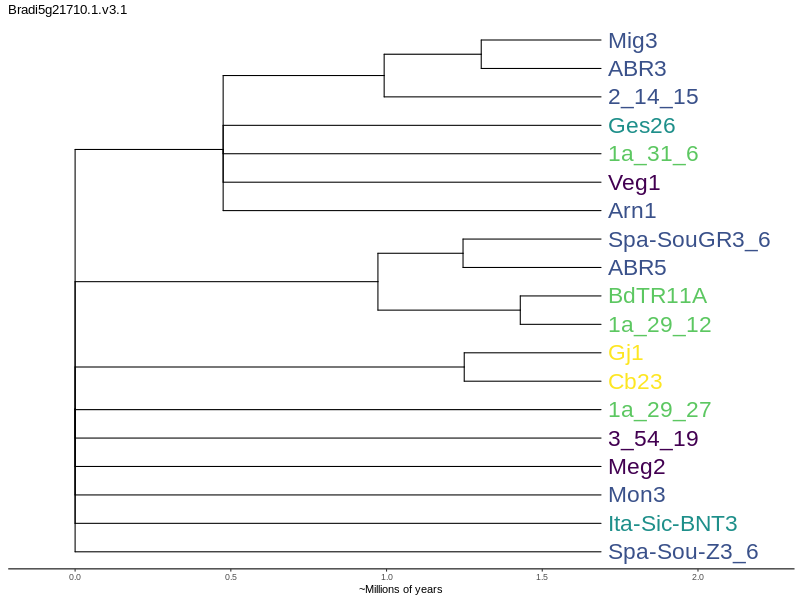 Bradi5g21710.1.v3.1
Mig3
ABR3
2_14_15
Ges26
1a_31_6
Veg1
Arn1
Spa-SouGR3_6
ABR5
BdTR11A
1a_29_12
Gj1
Cb23
1a_29_27
3_54_19
Meg2
Mon3
Ita-Sic-BNT3
Spa-Sou-Z3_6
0.0 0.5 1.0 1.5 2.0
~Millions of years